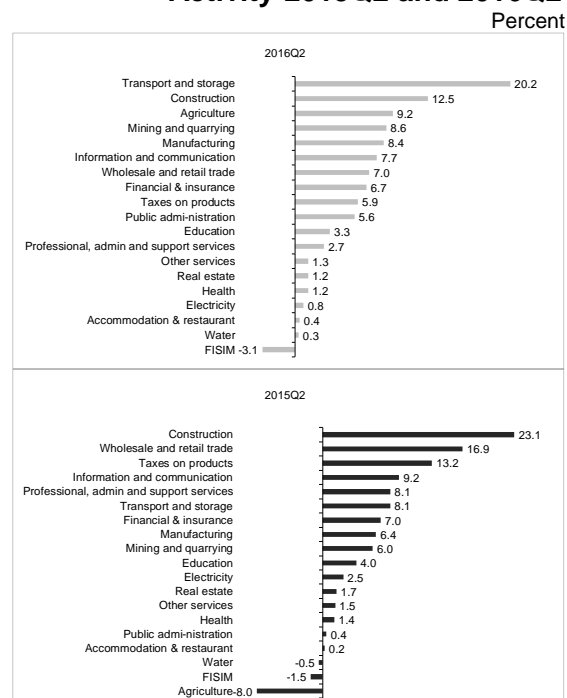 Percent
2016Q2
Transport and storage 20.2
Construction 12.5
Agriculture 9.2
Mining and quarrying 8.6
Manufacturing 8.4
Information and communication 7.7
Wholesale and retail trade 7.0
Financial & insurance 6.7
Taxes on products 5.9
Public admi-nistration 5.6
Education 3.3
Professional, admin and support services 2.7
Other services 1.3
Real estate 1.2
Health 1.2
Electricity 0.8
Accommodation & restaurant 0.4
Water 0.3
FISIM -3.1
2015Q2
Construction 23.1
Wholesale and retail trade 16.9
Taxes on products 13.2
Information and communication 9.2
Professional, admin and support services 8.1
Transport and storage 8.1
Financial & insurance 7.0
Manufacturing 6.4
Mining and quarrying 6.0
Education 4.0
Electricity 2.5
Real estate 1.7
Other services 1.5
Health 1.4
Public admi-nistration 0.4
Accommodation & restaurant 0.2
Water -0.5
FISIM -1.5
Agriculture -8.0